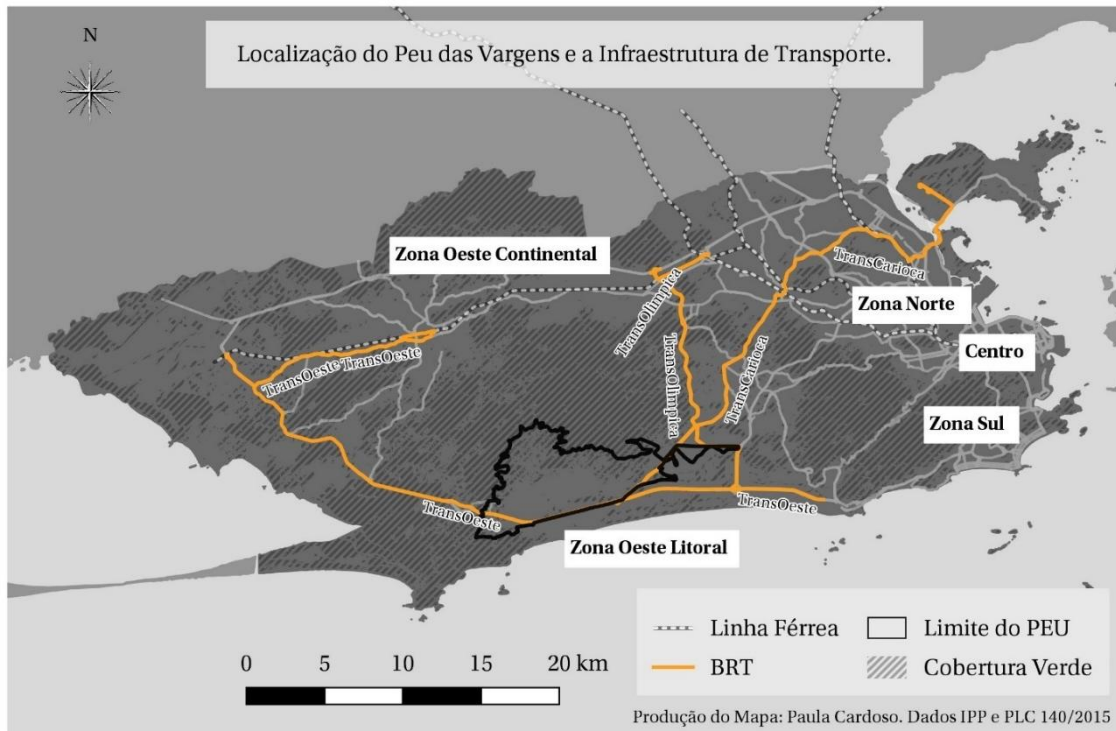 Localização do Peu das Vargens e a Infraestrutura de Transporte.
N
Zona Oeste Continental
TransOlimpica
TransCarioca
Zona Norte
TransOlimpica
TransCarioca
Centro
TransOeste TransOeste
Zona Sul
TransOeste
TransOeste
Zona Oeste Litoral
Linha Férrea
Limite do PEU
BRT
Cobertura Verde
0 5 10 15 20 km
Produção do Mapa: Paula Cardoso. Dados IPP e PLC 140/2015